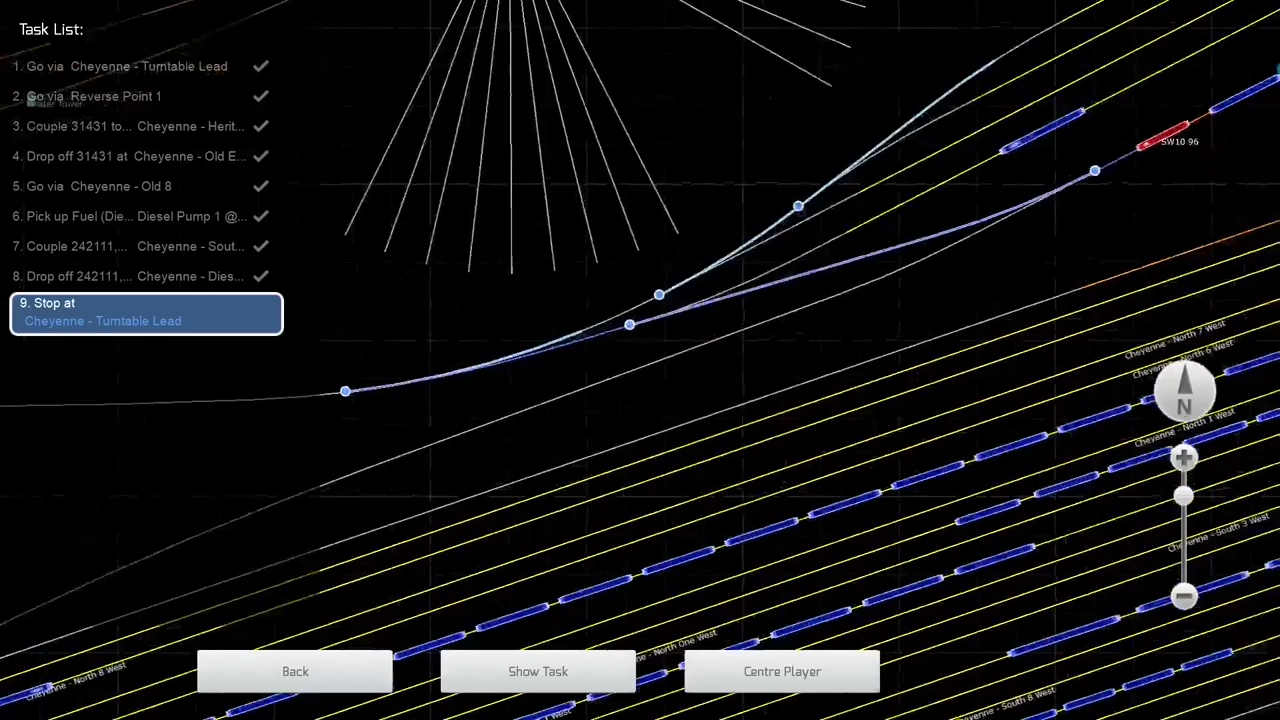 Task List:
1. Go via Cheyenne - Turntable Lead
2. Go via Reverse Point 1
Water Tower
3. Couple 31431 to... Cheyenne - Herit...
4. Drop off 31431 at Cheyenne - Old E...
5. Go via Cheyenne - Old 8
6. Pick up Fuel (Die... Diesel Pump 1 @...
7. Couple 242111,... Cheyenne - Sout...
8. Drop off 242111,... Cheyenne - Dies...
9. Stop at
Cheyenne - Turntable Lead
SW10 96
Cheyenne - North 7 West
Cheyenne - North 6 West
N
Cheyenne - North 1 West
Cheyenne - South 3 West
ne - North One West
Cheyenne - North 8 West
Cheyenne - South 8 West
West
Back
Show Task
Centre Player